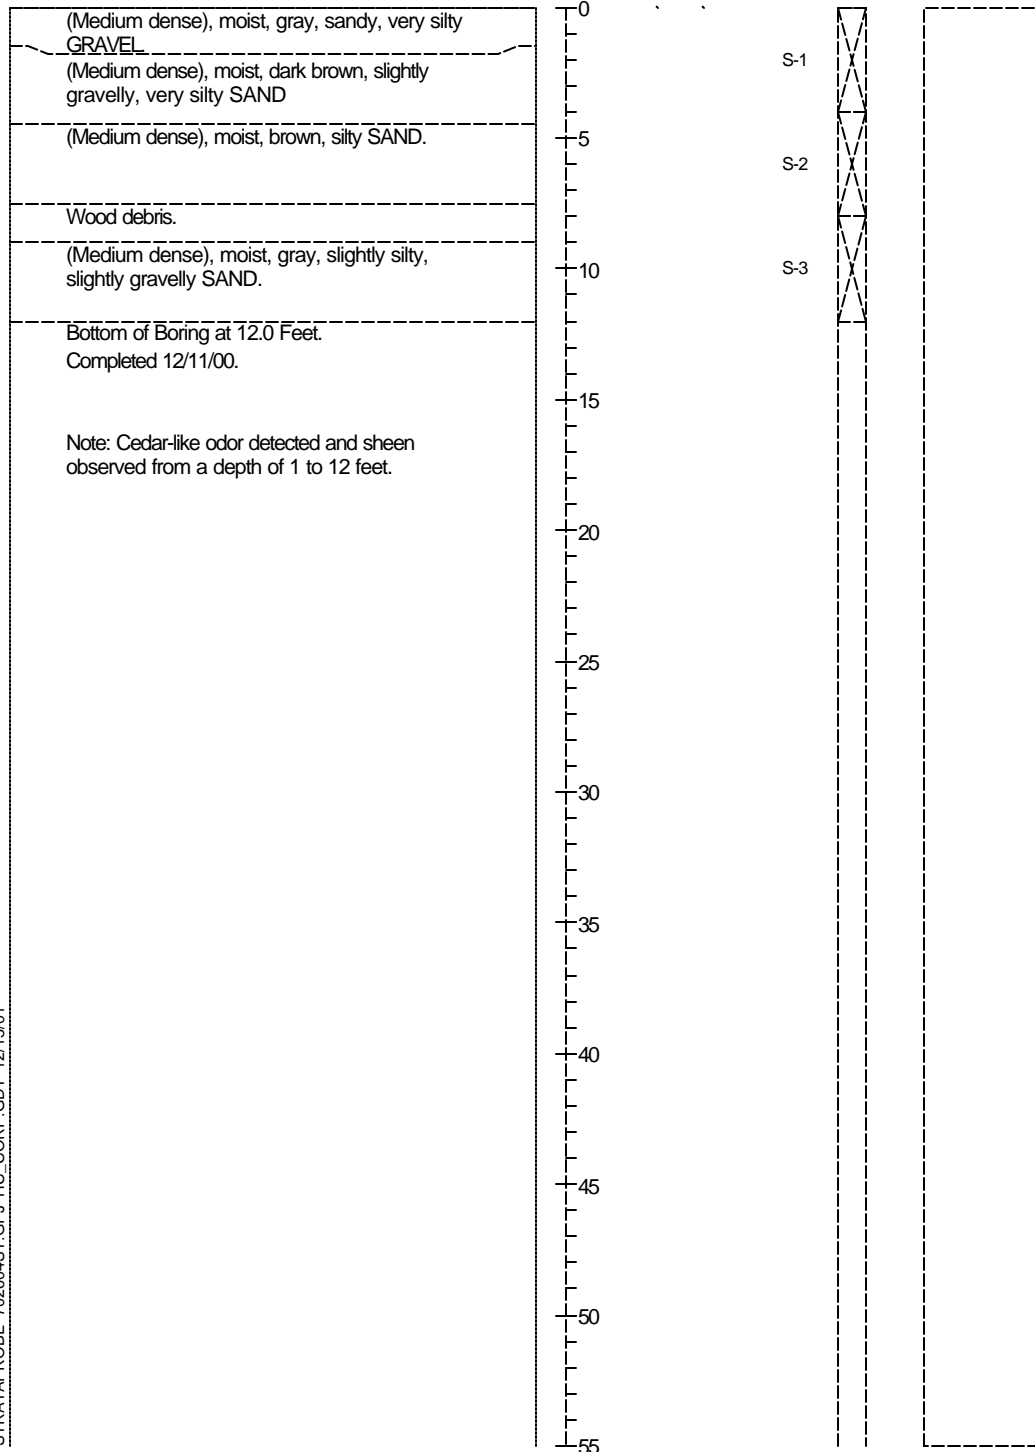 (Medium dense), moist, gray, sandy, very silty
GRAVEL.
(Medium dense), moist, dark brown, slightly
gravelly, very silty SAND
(Medium dense), moist, brown, silty SAND.
Wood debris.
(Medium dense), moist, gray, slightly silty,
slightly gravelly SAND.
Bottom of Boring at 12.0 Feet.
Completed 12/11/00.
Note: Cedar-like odor detected and sheen
observed from a depth of 1 to 12 feet.
0
5
10
15
20
25
30
35
40
45
50
55
S-1
S-2
S-3